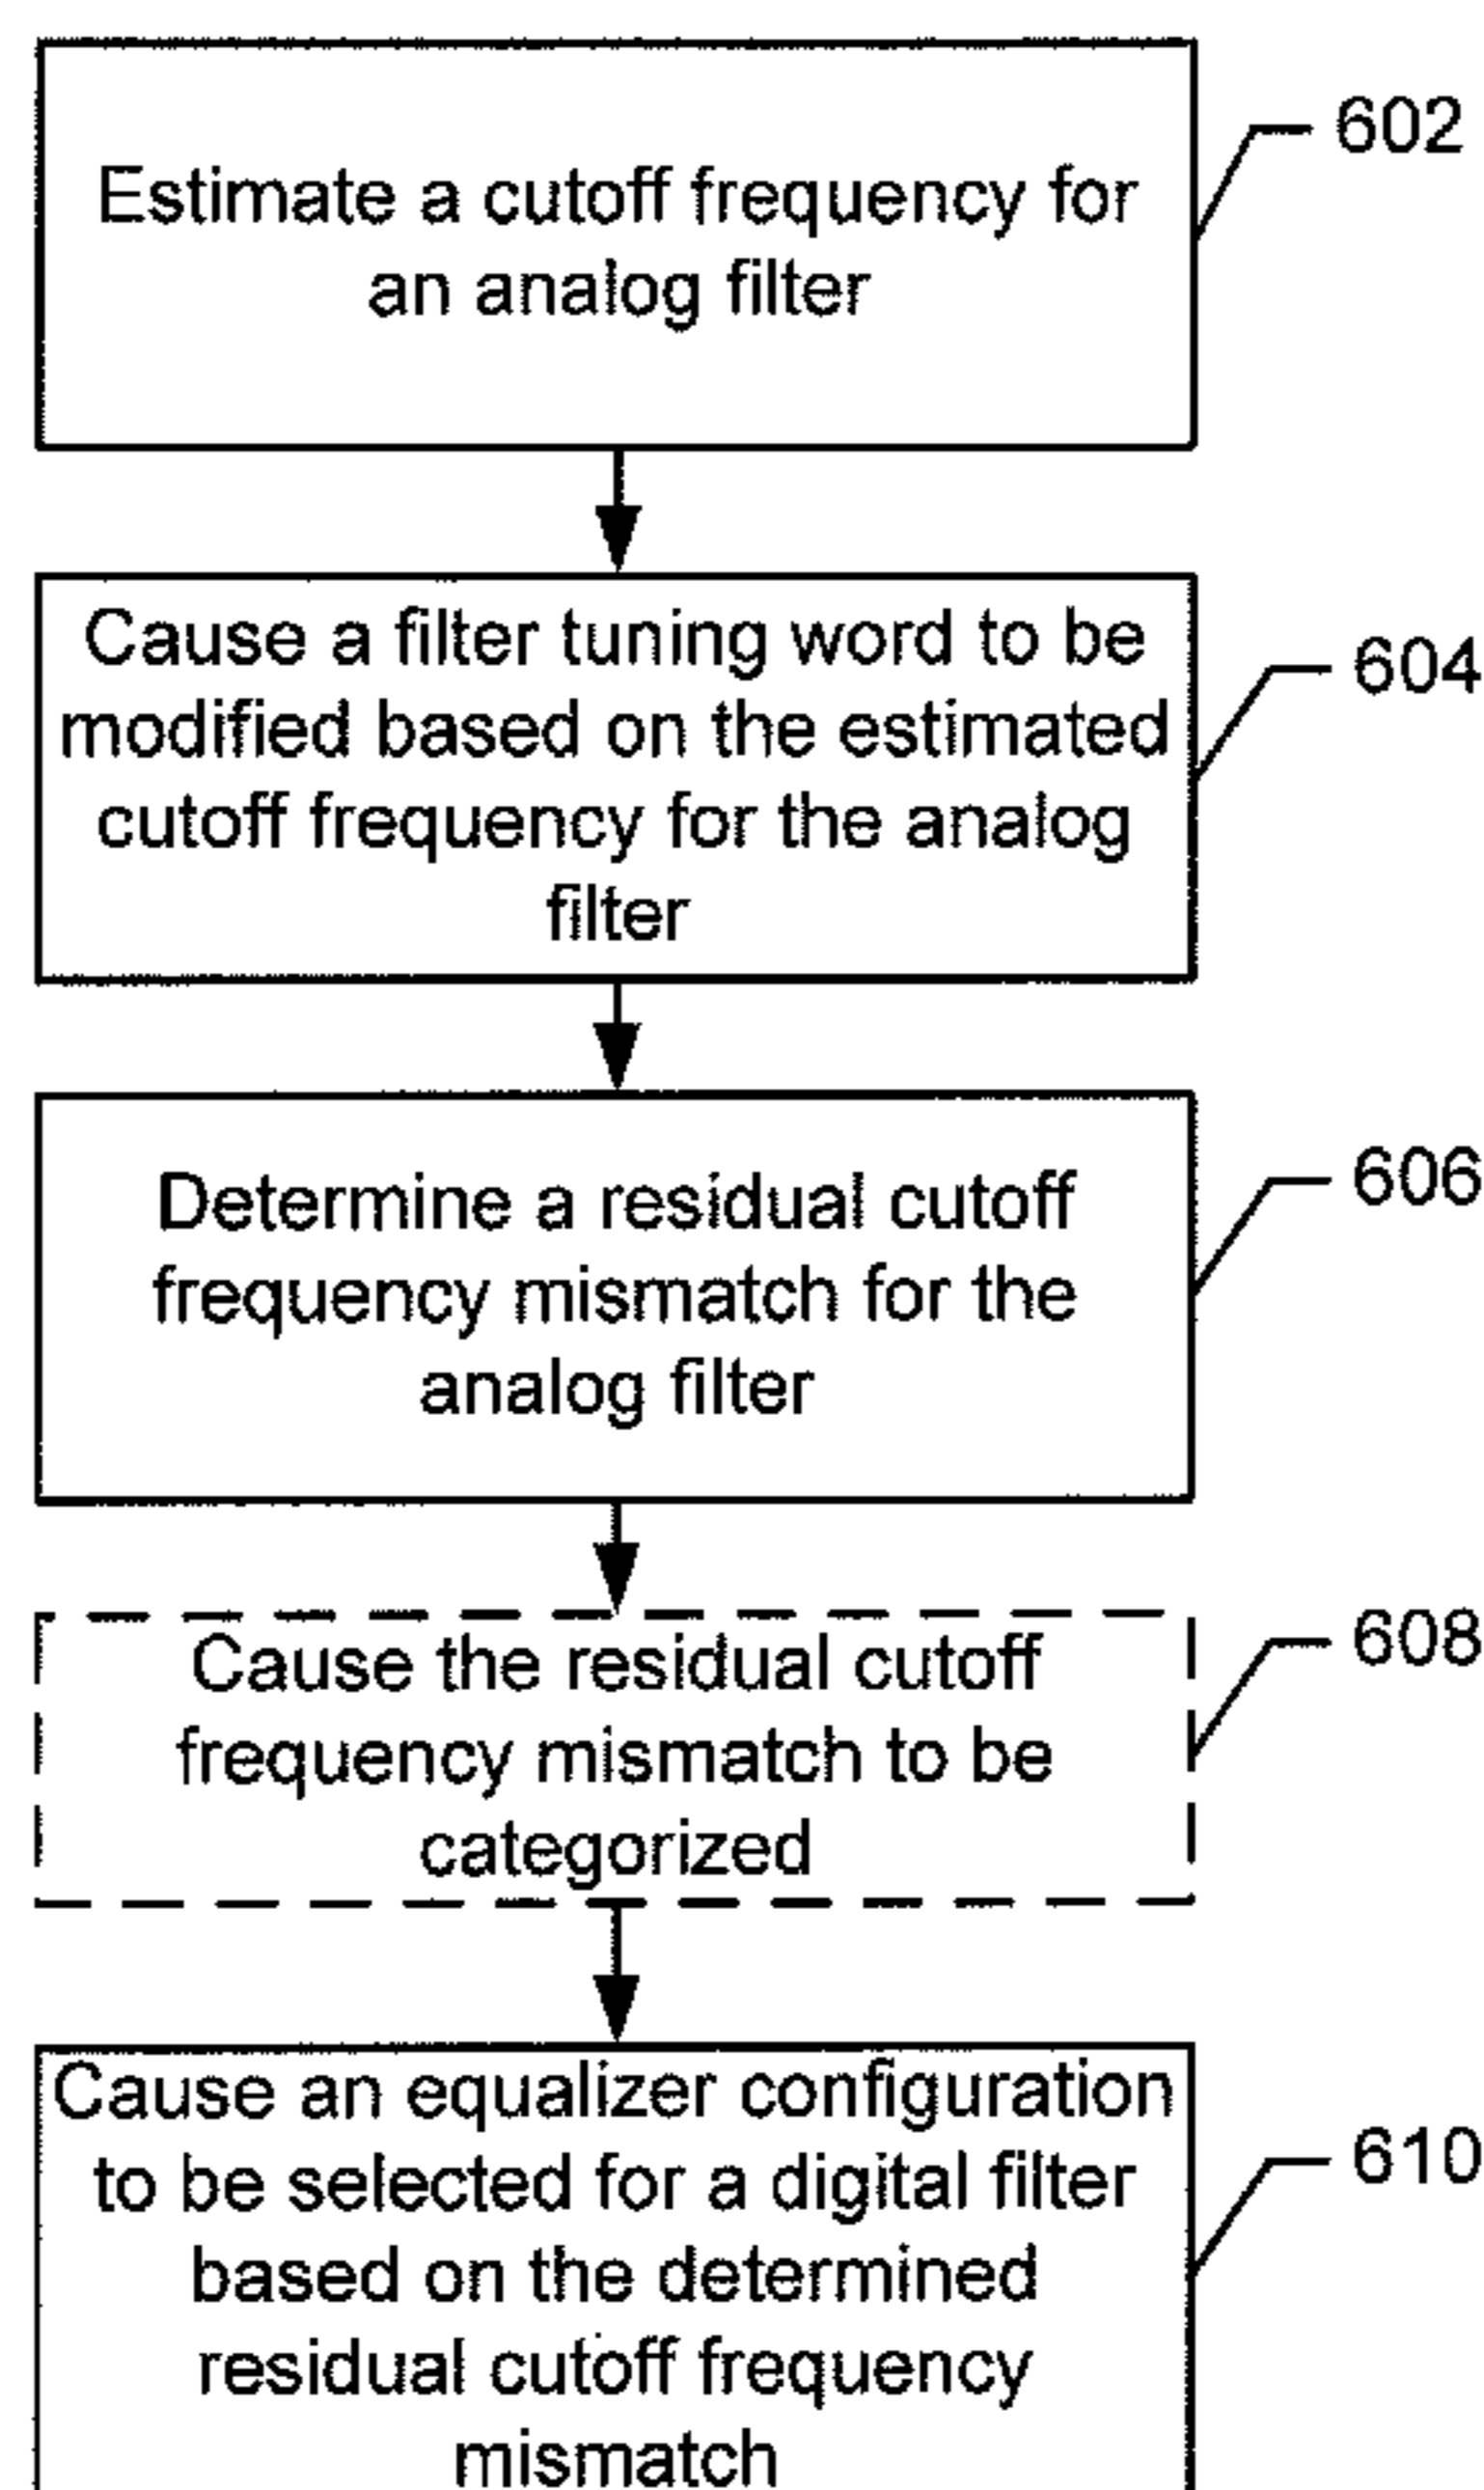 602
Estimate a cutoff frequency for
an analog filter
604
Cause a filter tuning word to be
modified based on the estimated
cutoff frequency for the analog
filter
606
Determine a residual cutoff
frequency mismatch for the
analog filter
608
Cause the residual cutoff
frequency mismatch to be
categorized
610
Cause an equalizer configuration
to be selected for a digital filter
based on the determined
residual cutoff frequency
mismatch